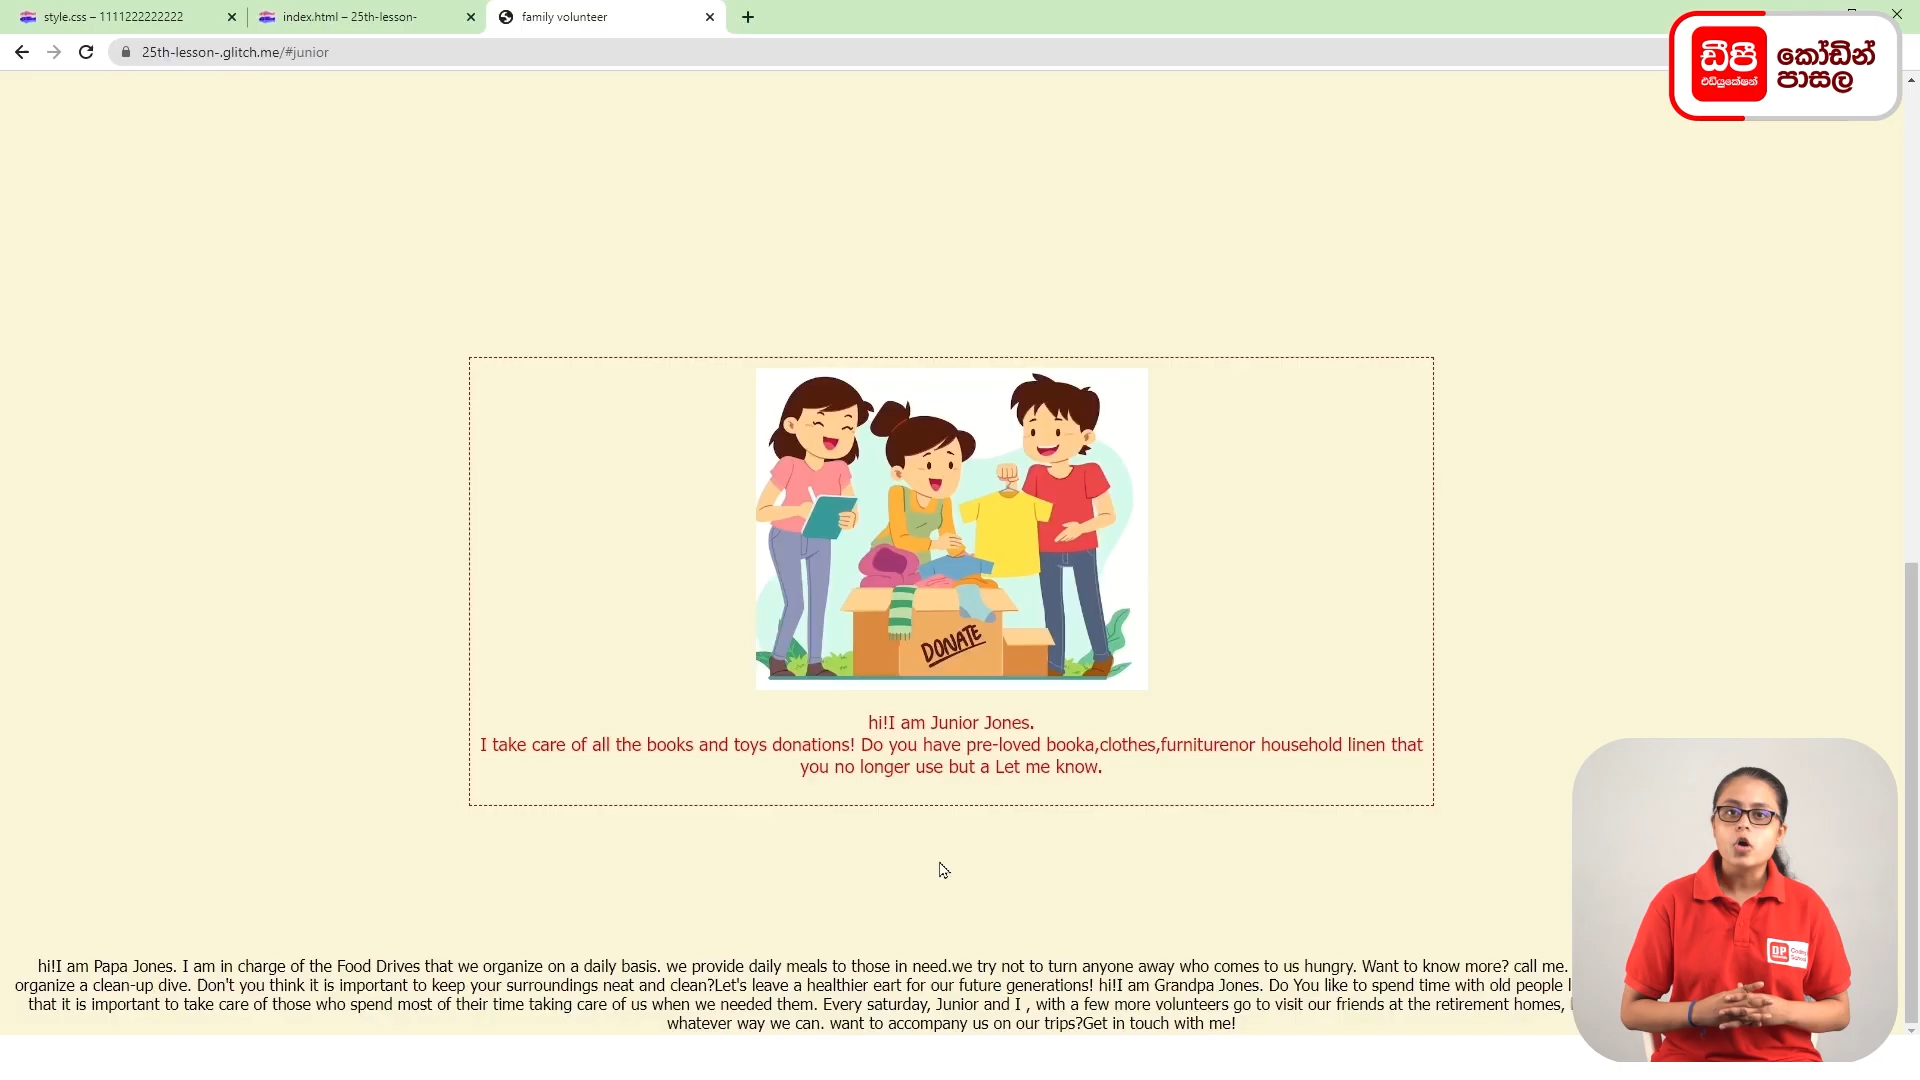 style.css – 1111222222222
index.html – 25th-lesson-
family volunteer
25th-lesson-.glitch.me/#junior
ඩීපී
එඩියුකේෂන්
කෝඩින්
පාසල
DONATE
hi!I am Junior Jones.
I take care of all the books and toys donations! Do you have pre-loved booka,clothes,furniturenor household linen that
you no longer use but a Let me know.
hi!I am Papa Jones. I am in charge of the Food Drives that we organize on a daily basis. we provide daily meals to those in need.we try not to turn anyone away who comes to us hungry. Want to know more? call me.
organize a clean-up dive. Don't you think it is important to keep your surroundings neat and clean?Let's leave a healthier eart for our future generations! hi!I am Grandpa Jones. Do You like to spend time with old people
that it is important to take care of those who spend most of their time taking care of us when we needed them. Every saturday, Junior and I , with a few more volunteers go to visit our friends at the retirement homes,
whatever way we can. want to accompany us on our trips?Get in touch with me!
DP
Coding
School